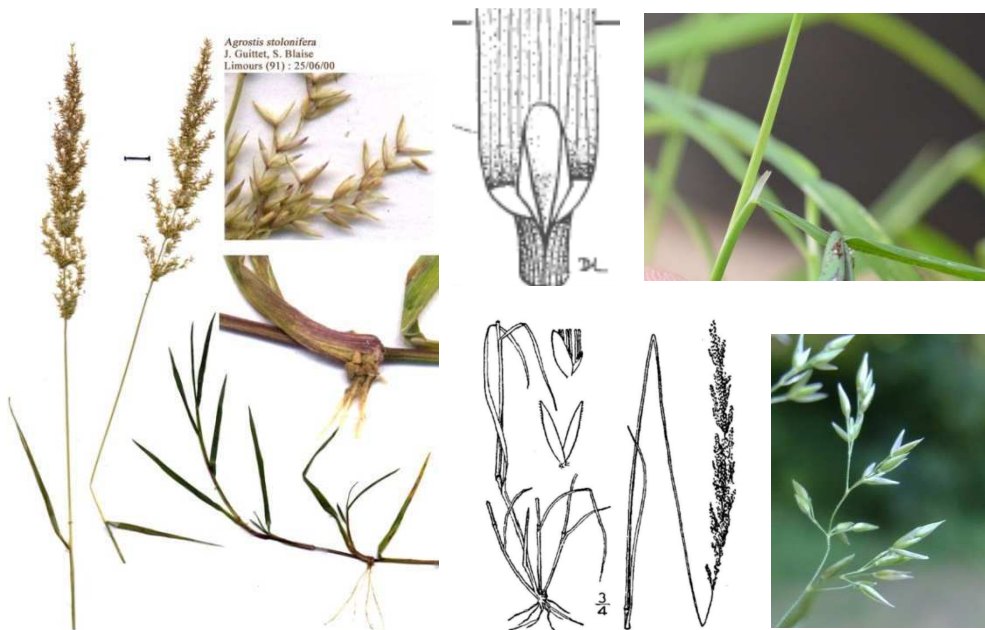 Agrostis stolonifera
J. Guittet, S. Blaise
Limours (91) : 25/06/00
DL
3/4